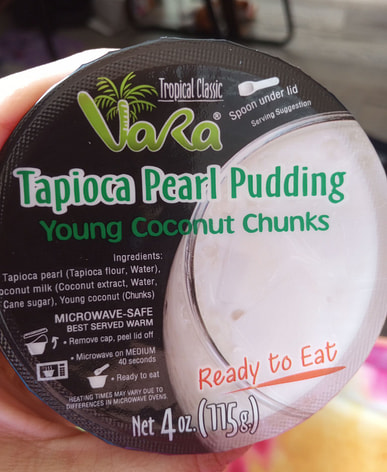 Tropical Classic
VaRa®
Spoon under lid
Serving Suggestion
Tapioca Pearl Pudding
Young Coconut Chunks
Ingredients:
Tapioca pearl (Tapioca flour, Water),
oconut milk (Coconut extract, Water,
Cane sugar), Young coconut (Chunks)
MICROWAVE-SAFE
BEST SERVED WARM
• Remove cap, peel lid off
• Microwave on MEDIUM
40 seconds
• Ready to eat
HEATING TIMES MAY VARY DUE TO
DIFFERENCES IN MICROWAVE OVENS.
Ready to Eat
Net 4 oz. (115g.)